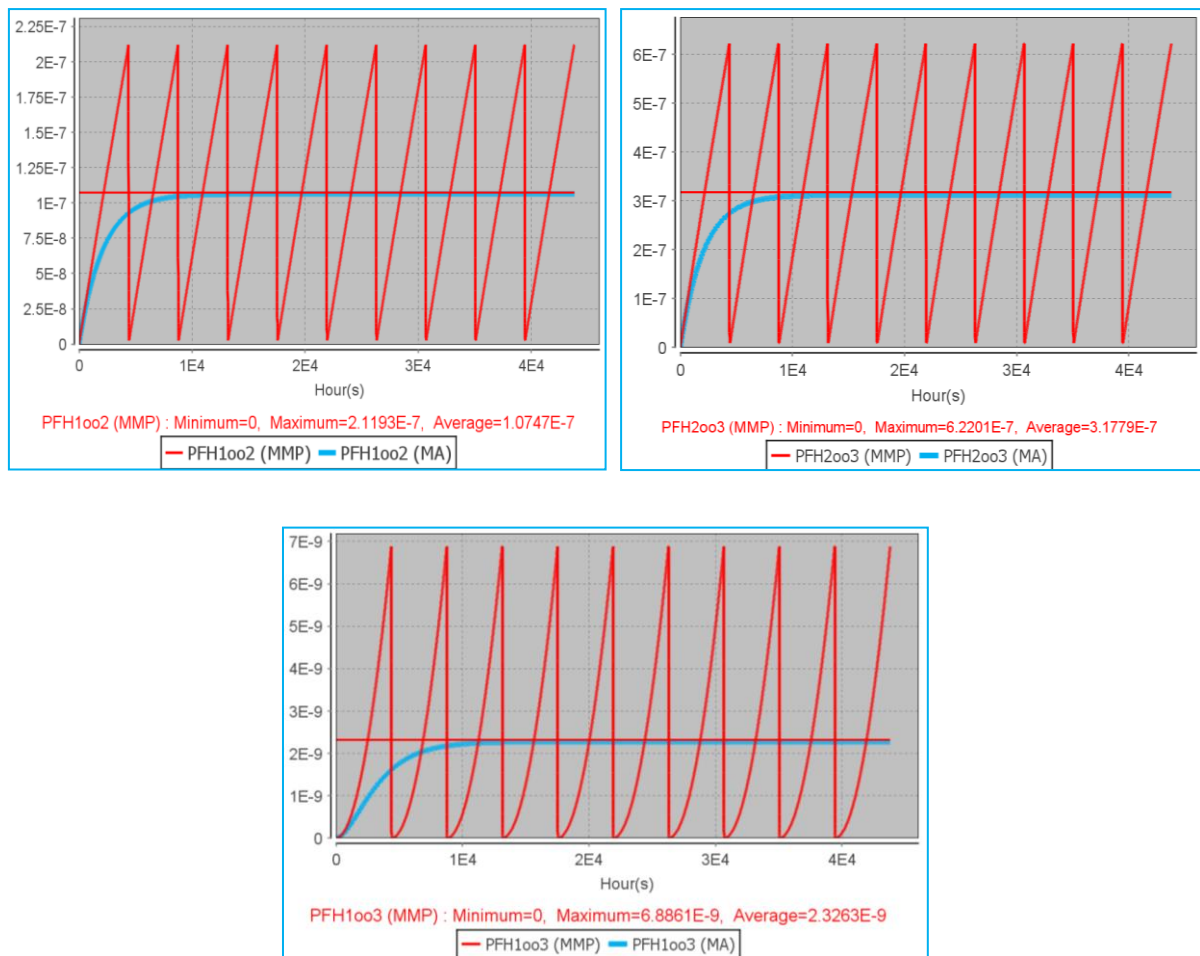 2.25E-7
2E-7
1.75E-7
1.5E-7
1.25E-7
1E-7
7.5E-8
5E-8
2.5E-8
0
0 1E4 2E4 3E4 4E4
Hour(s)
PFH1oo2 (MMP) : Minimum=0, Maximum=2.1193E-7, Average=1.0747E-7
PFH1oo2 (MMP) PFH1oo2 (MA)
6E-7
5E-7
4E-7
3E-7
2E-7
1E-7
0
0 1E4 2E4 3E4 4E4
Hour(s)
PFH2oo3 (MMP) : Minimum=0, Maximum=6.2201E-7, Average=3.1779E-7
PFH2oo3 (MMP) PFH2oo3 (MA)
7E-9
6E-9
5E-9
4E-9
3E-9
2E-9
1E-9
0
0 1E4 2E4 3E4 4E4
Hour(s)
PFH1oo3 (MMP) : Minimum=0, Maximum=6.8861E-9, Average=2.3263E-9
PFH1oo3 (MMP) PFH1oo3 (MA)